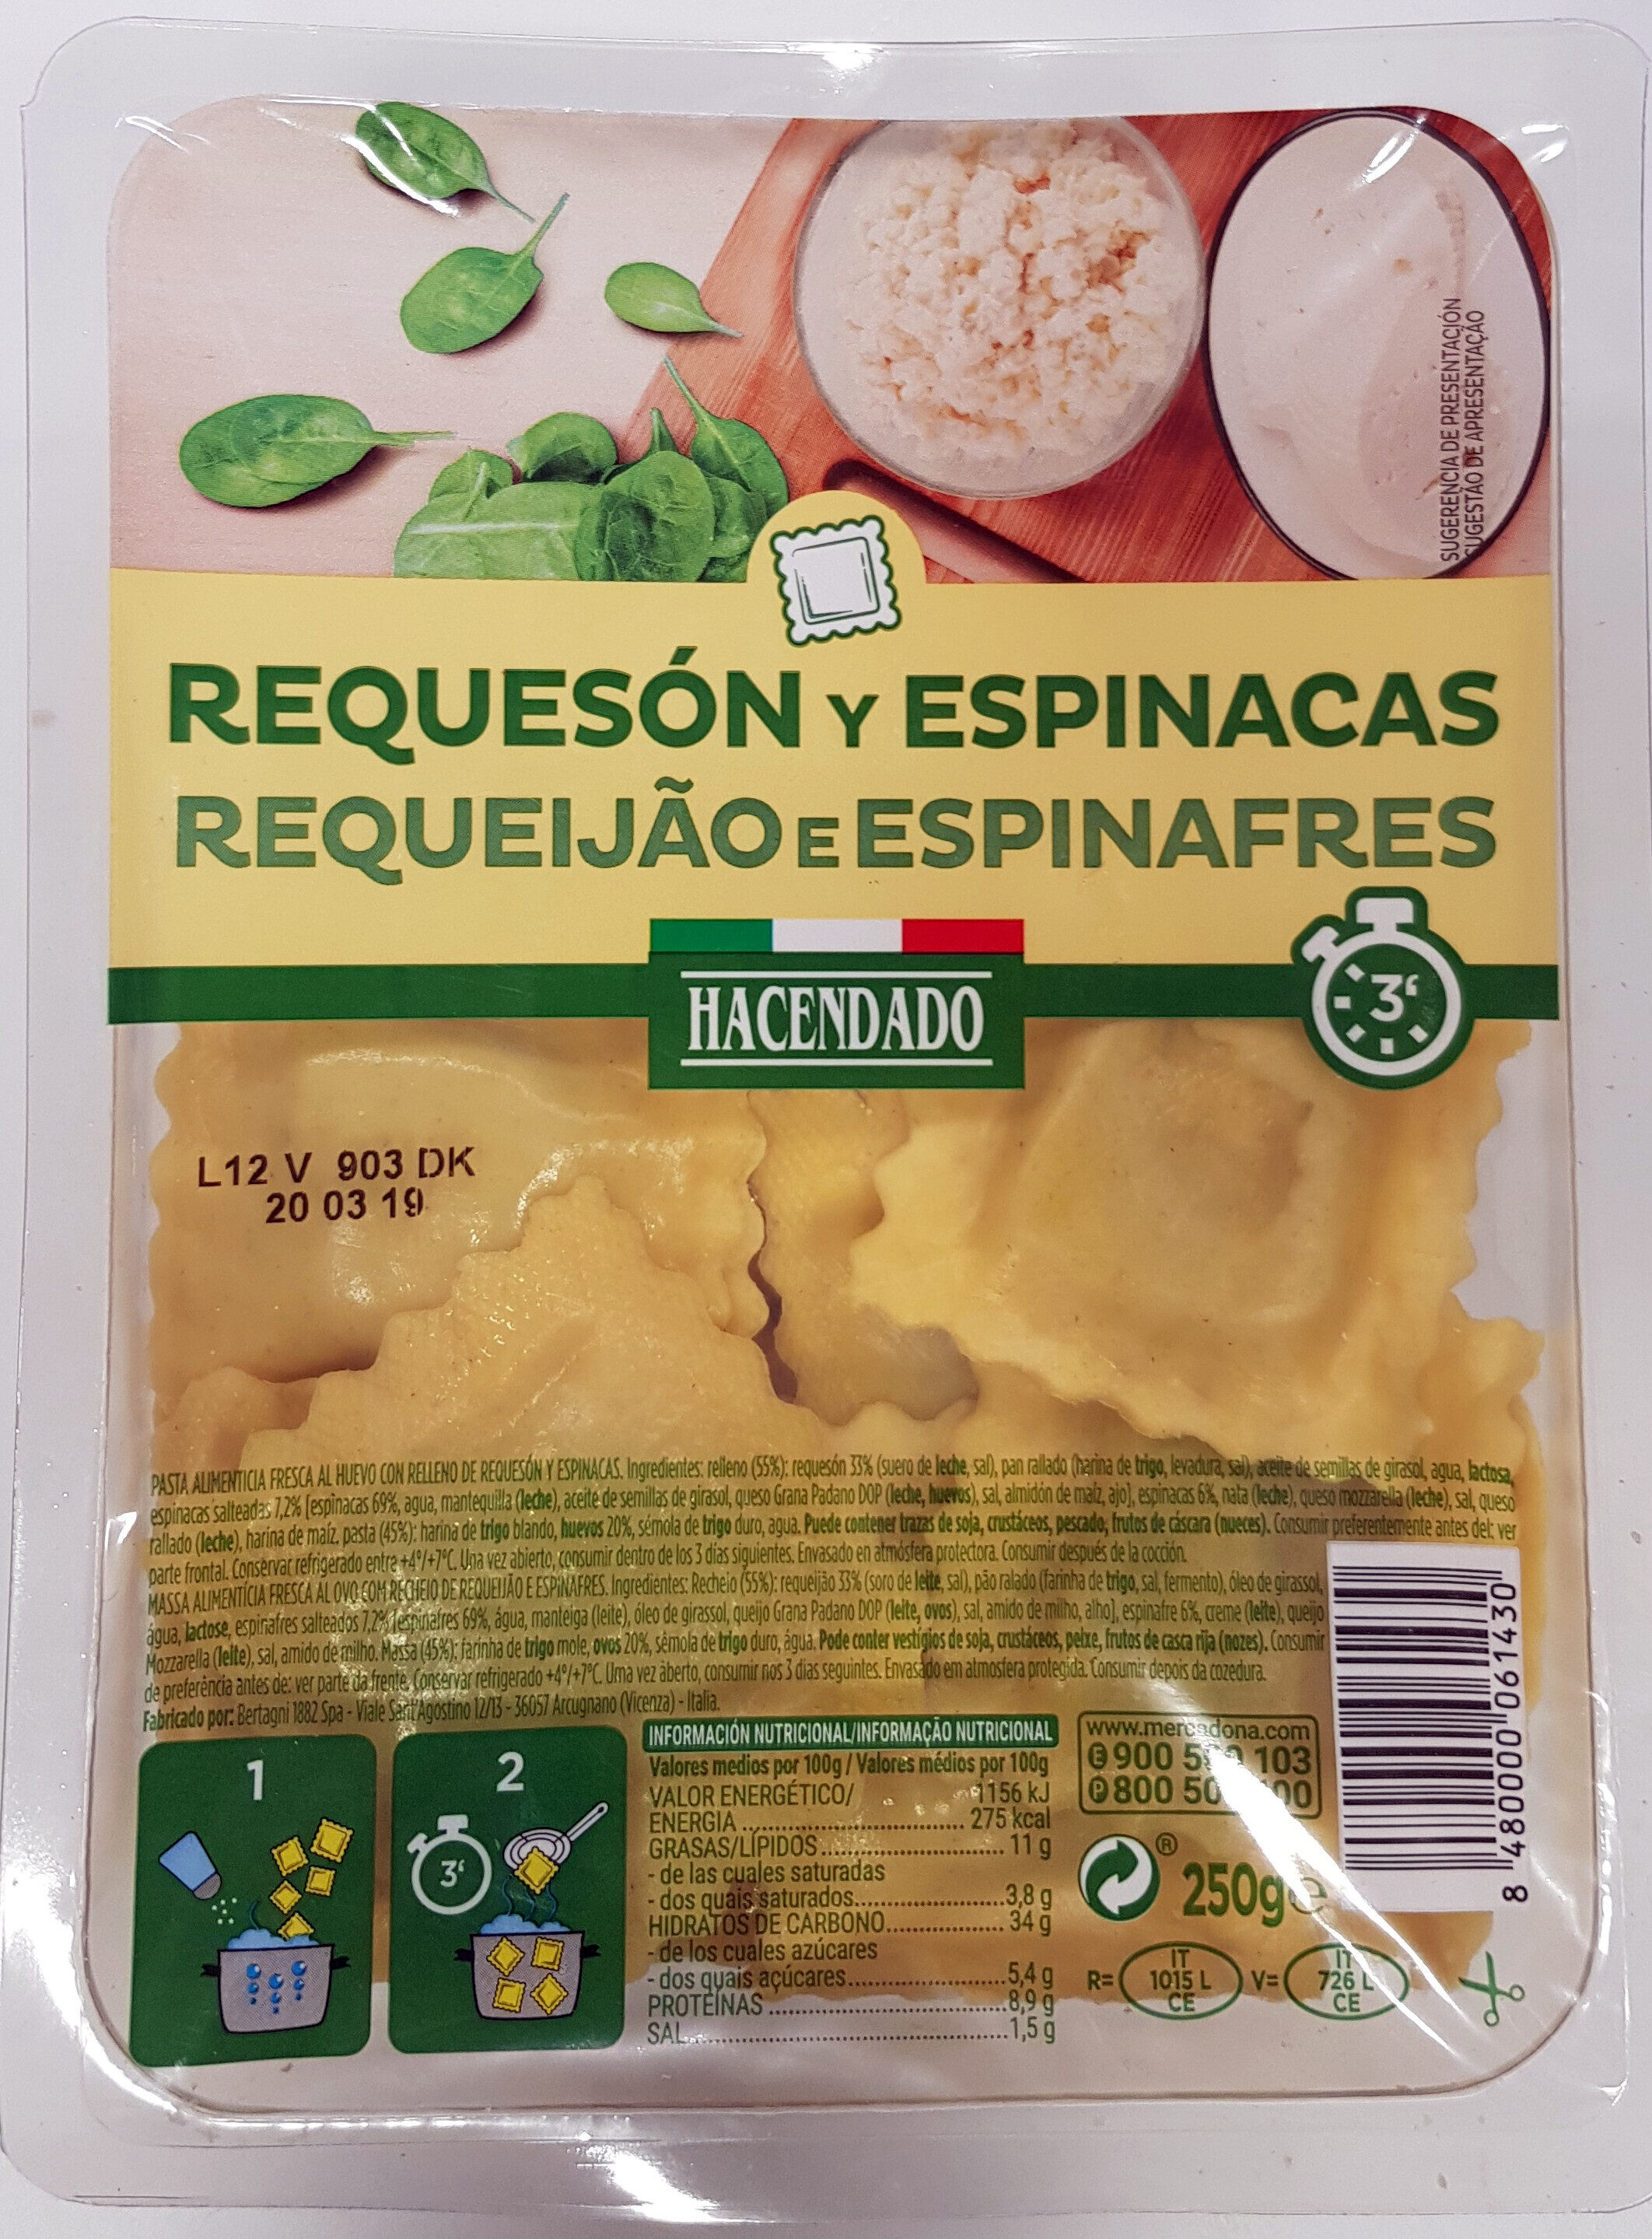 SUGERENCIA DE PRESENTACIÓN
SUGESTÃO DE APRESENTAÇÃO
REQUESÓN Y ESPINACAS
REQUEIJÃO E ESPINAFRES
HACENDADO
3‘
L12 V 903 DK
20 03 19
PASTA ALIMENTICIA FRESCA AL HUEVO CON RELLENO DE REQUESÓN Y ESPINACAS. Ingredientes: relleno (55%): requesón 33% (suero de leche, sal), pan rallado (harina de trigo, levadura, sal), aceite de semillas de girasol, agua, lactosa,
espinacas salteadas 7,2% [espinacas 69%, agua, mantequilla (leche), aceite de semillas de girasol, queso Grana Padano DOP (leche, huevos), sal, almidón de maíz, ajo], espinacas 6%, nata (leche), queso mozzarella (leche), sal, queso
rallado (leche), harina de maíz. pasta (45%): harina de trigo blando, huevos 20%, sémola de trigo duro, agua. Puede contener trazas de soja, crustáceos, pescado, frutos de cáscara (nueces). Consumir preferentemente antes del: ver
parte frontal. Conservar refrigerado entre +4°/+7°C. Una vez abierto, consumir dentro de los 3 días siguientes. Envasado en atmósfera protectora. Consumir después de la cocción.
MASSA ALIMENTÍCIA FRESCA AL OVO COM RECHEIO DE REQUEIJÃO E ESPINAFRES. Ingredientes: Recheio (55%): requeijão 33% (soro de leite, sal), pão ralado (farinha de trigo, sal, fermento), óleo de girassol,
água, lactose, espinafres salteados 7,2% [espinafres 69%, água, manteiga (leite), óleo de girassol, queijo Grana Padano DOP (leite, ovos), sal, amido de milho, alho], espinafre 6%, creme (leite), queijo
Mozzarella (leite), sal, amido de milho. Massa (45%): farinha de trigo mole, ovos 20%, sêmola de trigo duro, água. Pode conter vestígios de soja, crustáceos, peixe, frutos de casca rija (nozes). Consumir
de preferência antes de: ver parte da frente. Conservar refrigerado +4°/+7°C. Uma vez aberto, consumir nos 3 dias seguintes. Envasado em atmosfera protegida. Consumir depois da cozedura.
Fabricado por: Bertagni 1882 Spa - Viale Sant'Agostino 12/13 - 36057 Arcugnano (Vicenza) - Italia.
1
2
3‘
INFORMACIÓN NUTRICIONAL/INFORMAÇÃO NUTRICIONAL
Valores medios por 100g / Valores médios por 100g
VALOR ENERGÉTICO/ 1156 kJ
ENERGIA 275 kcal
GRASAS/LÍPIDOS 11 g
- de las cuales saturadas
- dos quais saturados 3,8 g
HIDRATOS DE CARBONO 34 g
- de los cuales azúcares
- dos quais açúcares 5,4 g
PROTEÍNAS 8,9 g
SAL 1,5 g
www.mercadona.com
E 900 103
P 800
®
250g e
R= IT 1015 L CE
V= IT 726 L CE
8 480000 061430